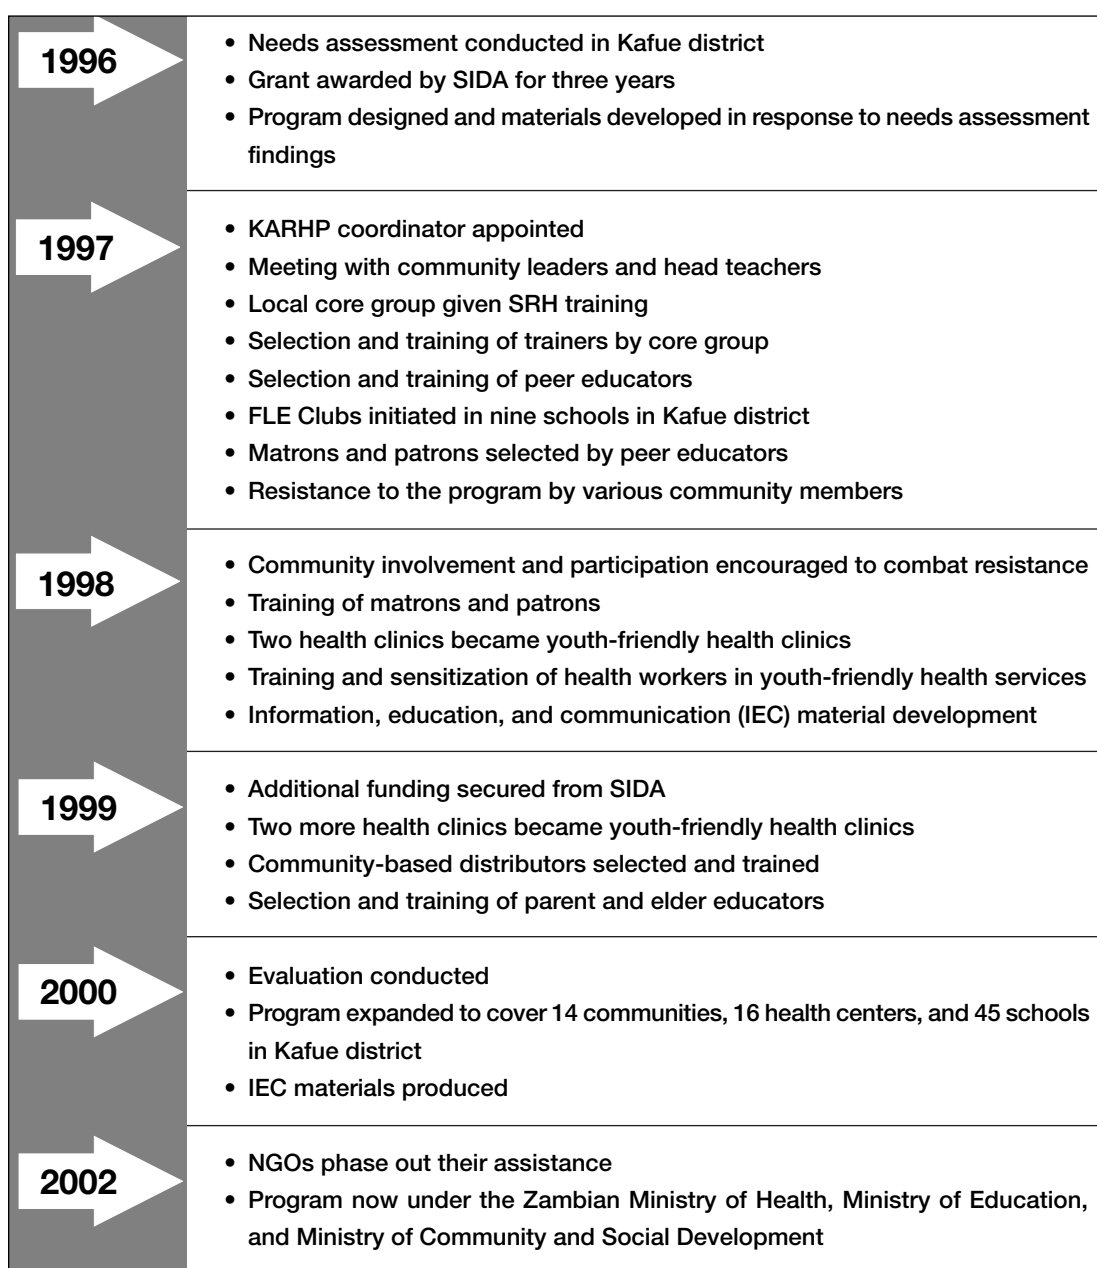 1996
• Needs assessment conducted in Kafue district
• Grant awarded by SIDA for three years
• Program designed and materials developed in response to needs assessment
findings
1997
• KARHP coordinator appointed
• Meeting with community leaders and head teachers
• Local core group given SRH training
• Selection and training of trainers by core group
• Selection and training of peer educators
• FLE Clubs initiated in nine schools in Kafue district
• Matrons and patrons selected by peer educators
• Resistance to the program by various community members
1998
• Community involvement and participation encouraged to combat resistance
• Training of matrons and patrons
• Two health clinics became youth-friendly health clinics
• Training and sensitization of health workers in youth-friendly health services
• Information, education, and communication (IEC) material development
1999
• Additional funding secured from SIDA
• Two more health clinics became youth-friendly health clinics
• Community-based distributors selected and trained
• Selection and training of parent and elder educators
2000
• Evaluation conducted
• Program expanded to cover 14 communities, 16 health centers, and 45 schools
in Kafue district
• IEC materials produced
2002
• NGOs phase out their assistance
• Program now under the Zambian Ministry of Health, Ministry of Education,
and Ministry of Community and Social Development